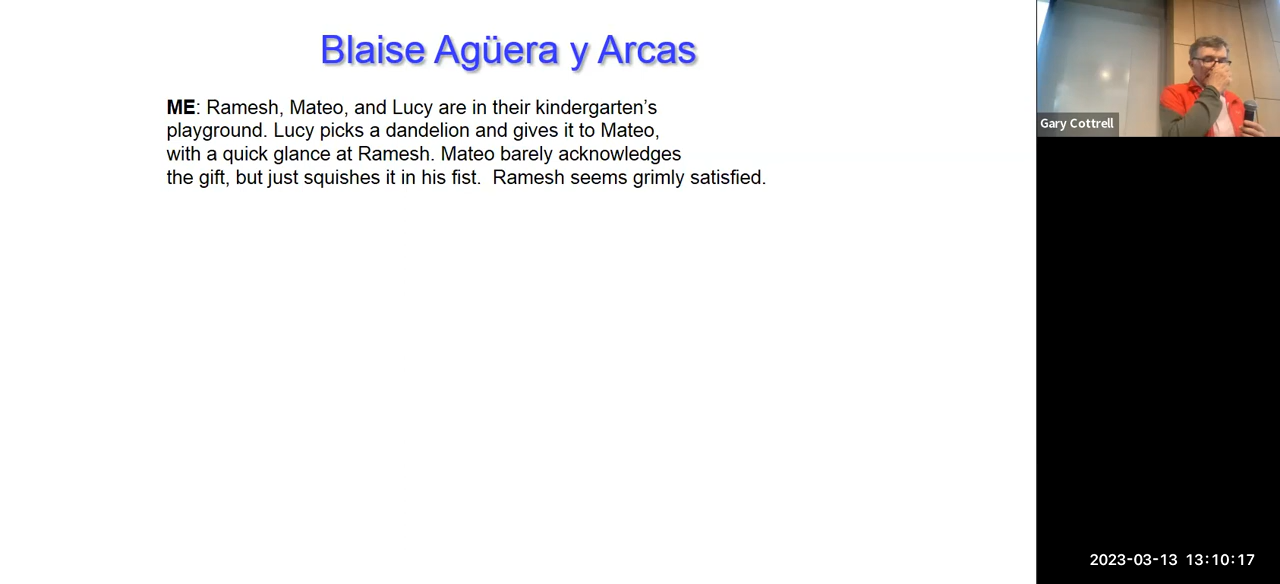 Blaise Agüera y Arcas
ME: Ramesh, Mateo, and Lucy are in their kindergarten’s
playground. Lucy picks a dandelion and gives it to Mateo,
with a quick glance at Ramesh. Mateo barely acknowledges
the gift, but just squishes it in his fist.  Ramesh seems grimly satisfied.
Gary Cottrell
2023-03-13 13:10:17